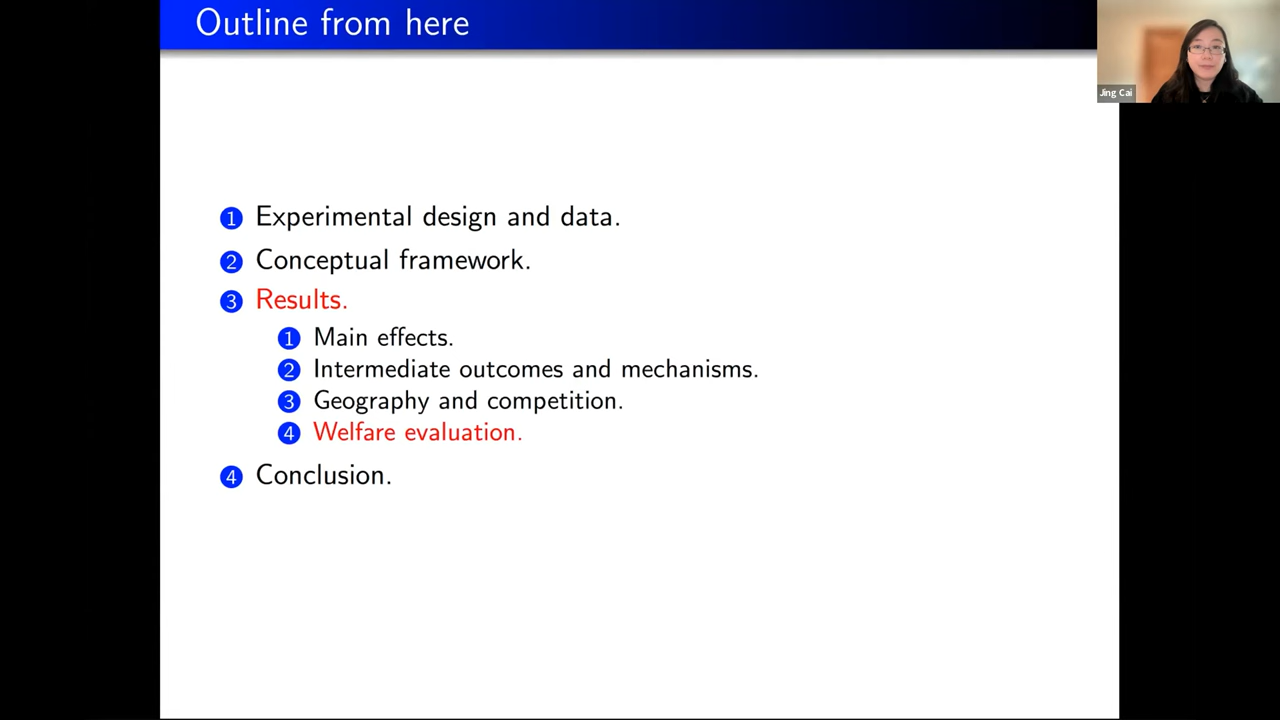 Outline from here
Jing Cai
1 Experimental design and data.
2 Conceptual framework.
3 Results.
1 Main effects.
2 Intermediate outcomes and mechanisms.
3 Geography and competition.
4 Welfare evaluation.
4 Conclusion.